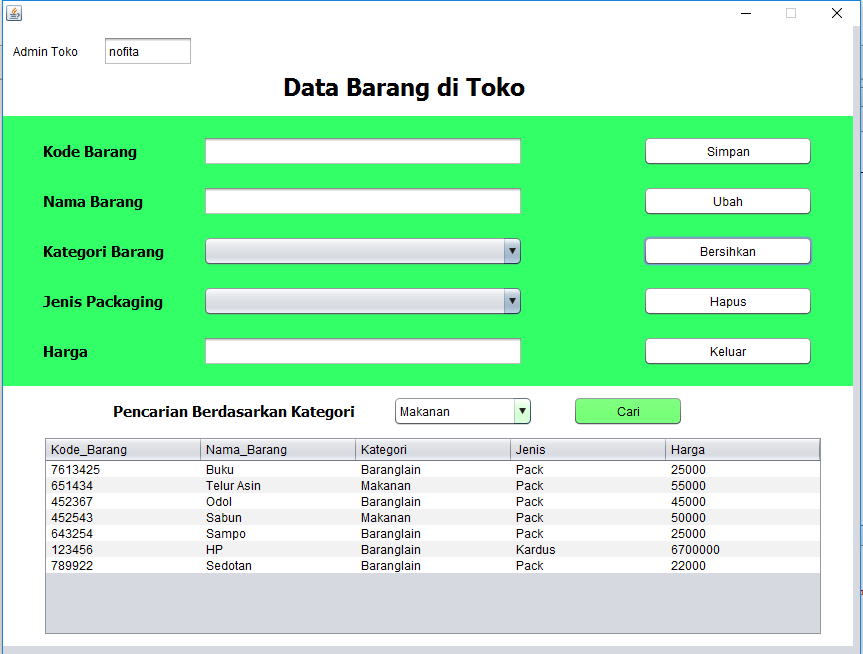 Admin Toko nofita
Data Barang di Toko
Kode Barang Simpan
Nama Barang Ubah
Kategori Barang Bersihkan
Jenis Packaging Hapus
Harga Keluar
Pencarian Berdasarkan Kategori Makanan Cari
Kode_Barang Nama_Barang Kategori Jenis Harga
7613425 Buku Baranglain Pack 25000
651434 Telur Asin Makanan Pack 55000
452367 Odol Baranglain Pack 45000
452543 Sabun Makanan Pack 50000
643254 Sampo Baranglain Pack 25000
123456 HP Baranglain Kardus 6700000
789922 Sedotan Baranglain Pack 22000